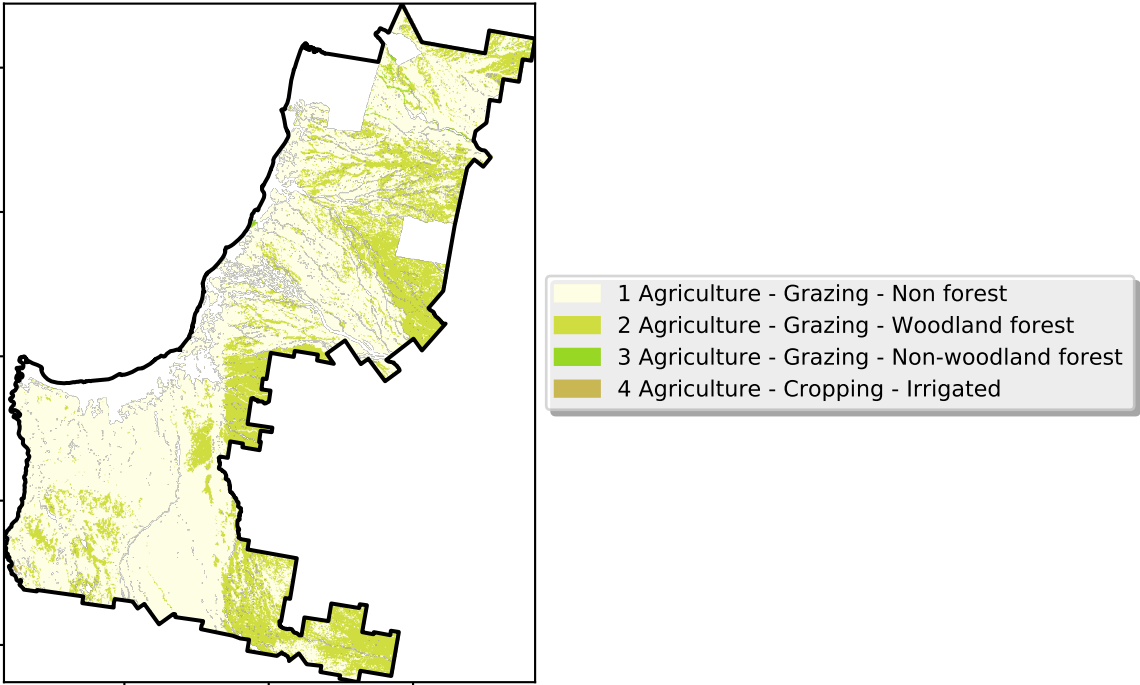 1 Agriculture - Grazing - Non forest
2 Agriculture - Grazing - Woodland forest
3 Agriculture - Grazing - Non-woodland forest
4 Agriculture - Cropping - Irrigated